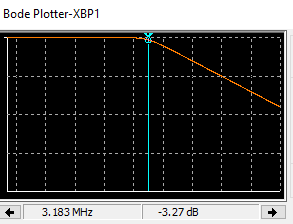 Bode Plotter-XBP1
3.183 MHz -3.27 dB